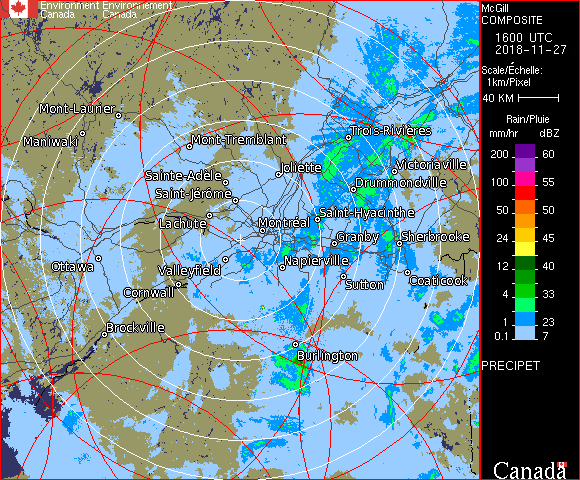 Environment Environnement
Canada Canada
McGill
COMPOSITE
1600 UTC
2018-11-27
Scale/Échelle:
1km/Pixel
40 KM
Rain/Pluie
mm/hr dBZ
200 60
100 55
50 50
24 45
12 40
4 33
1 23
0.1 7
PRECIPET
Canada
Mont-Laurier
Maniwaki
Mont-Tremblant
Trois-Rivières
Sainte-Adèle
Joliette
Victoriaville
Saint-Jérôme
Drummondville
Lachute
Montréal
Saint-Hyacinthe
Granby
Sherbrooke
Ottawa
Valleyfield
Napierville
Cornwall
Sutton
Coaticook
Brockville
Burlington